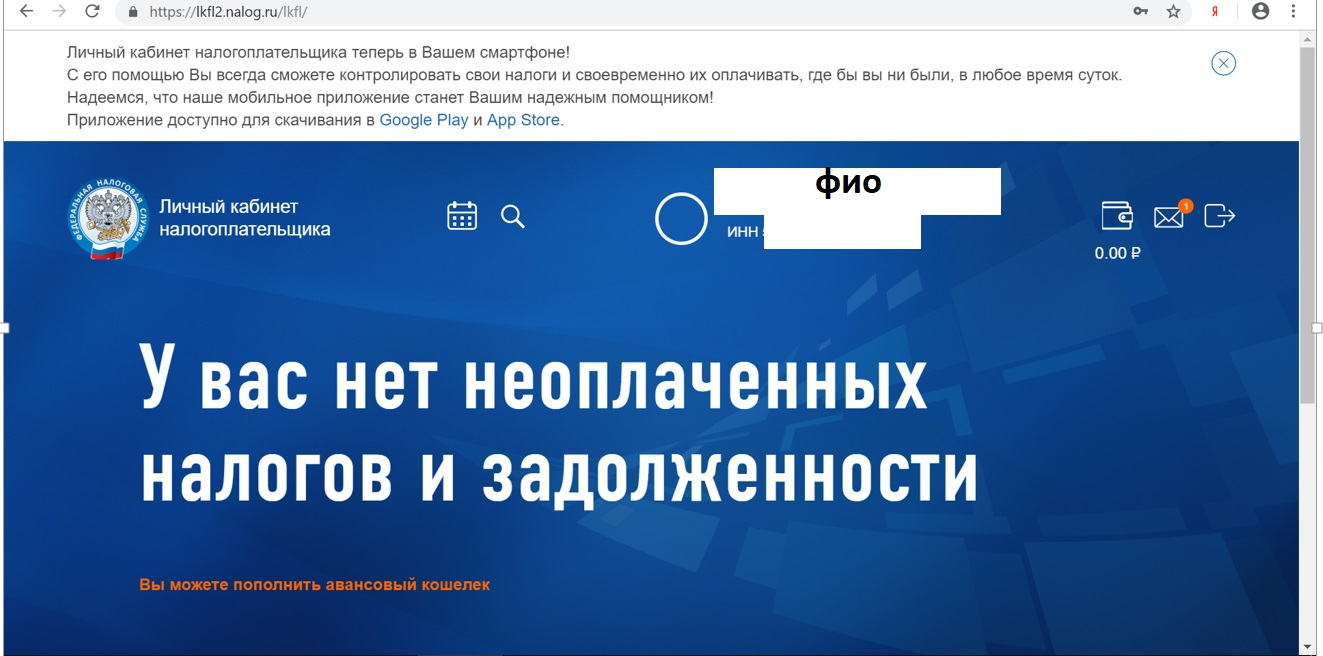 https://lkfl2.nalog.ru/lkfl/
Я
Личный кабинет налогоплательщика теперь в Вашем смартфоне!
С его помощью Вы всегда сможете контролировать свои налоги и своевременно их оплачивать, где бы вы ни были, в любое время суток.
Надеемся, что наше мобильное приложение станет Вашим надежным помощником!
Приложение доступно для скачивания в Google Play и App Store.
ФЕДЕРАЛЬНАЯ НАЛОГОВАЯ СЛУЖБА
Личный кабинет
налогоплательщика
фио
ИНН
1
0.00 ₽
У вас нет неоплаченных
налогов и задолженности
Вы можете пополнить авансовый кошелек